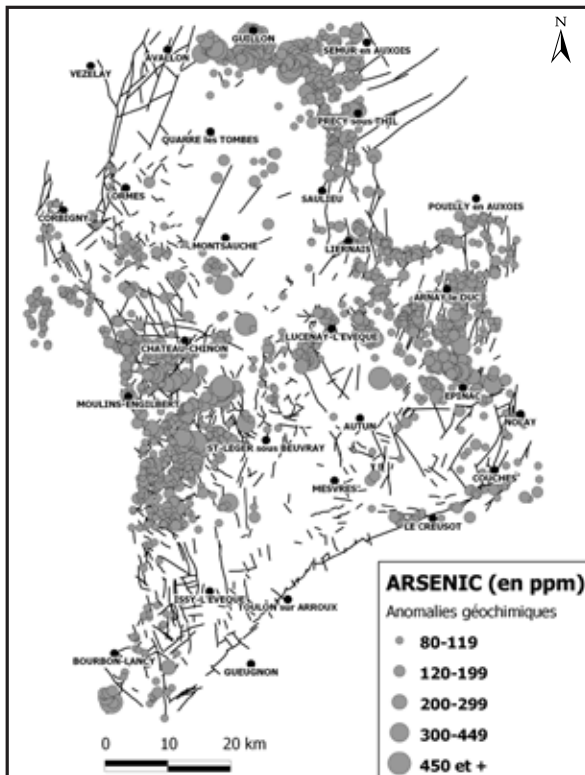 N
GUILLON
SEMUR en AUXOIS
AVALLON
VEZELAY
PRECY sous THIL
QUARRE les TOMBES
LORMES
SAULIEU
POUILLY en AUXOIS
CORBIGNY
MONTSAUCHE
LIERNAIS
ARNAY le DUC
LUCENAY-L'EVEQUE
CHATEAU-CHINON
EPINAC
MOULINS-ENGILBERT
NOLAY
AUTUN
ST-LEGER sous BEUVRAY
COUCHES
MESVRES
LE CREUSOT
ISSY-L'EVEQUE
TOULON sur ARROUX
BOURBON-LANCY
GUEUGNON
ARSENIC (en ppm)
Anomalies géochimiques
80-119
120-199
200-299
300-449
450 et +
0 10 20 km